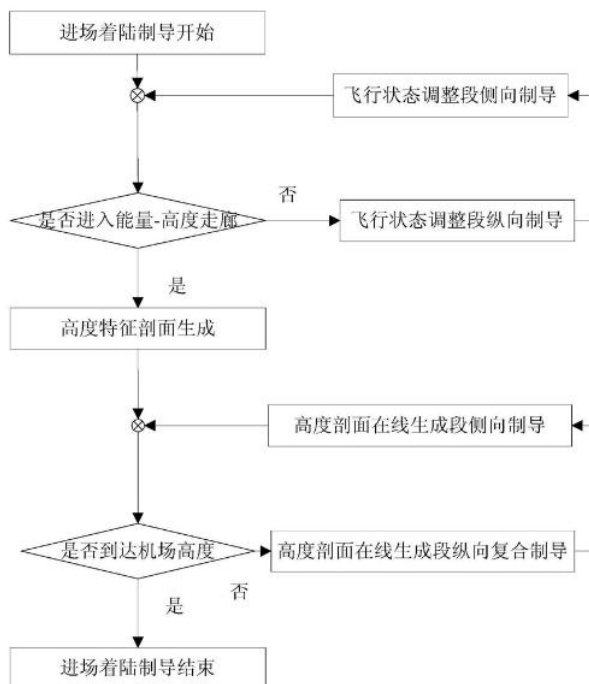 进场着陆制导开始
飞行状态调整段侧向制导
是否进入能量-高度走廊
否
飞行状态调整段纵向制导
是
高度特征剖面生成
高度剖面在线生成段侧向制导
是否到达机场高度
高度剖面在线生成段纵向复合制导
否
是
进场着陆制导结束